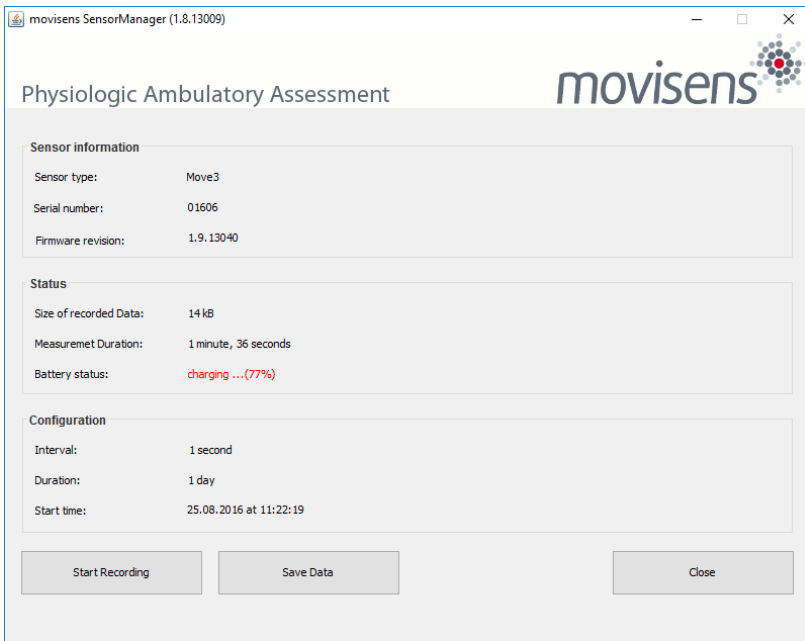 movisens SensorManager (1.8.13009)
movisens
Physiologic Ambulatory Assessment
Sensor information
Sensor type: Move3
Serial number: 01606
Firmware revision: 1.9.13040
Status
Size of recorded Data: 14 kB
Measuremet Duration: 1 minute, 36 seconds
Battery status: charging ...(77%)
Configuration
Interval: 1 second
Duration: 1 day
Start time: 25.08.2016 at 11:22:19
Start Recording Save Data Close